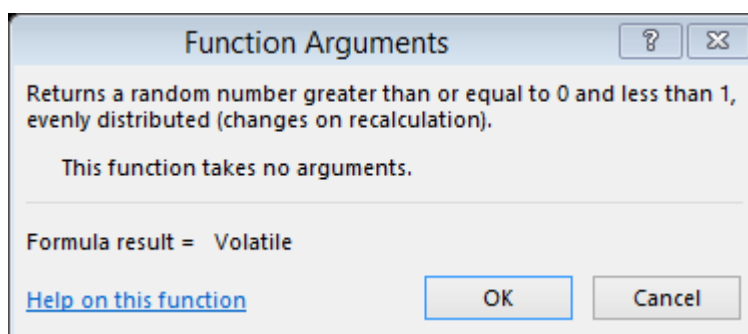 Function Arguments
?
Returns a random number greater than or equal to 0 and less than 1,
evenly distributed (changes on recalculation).
This function takes no arguments.
Formula result = Volatile
Help on this function
OK
Cancel